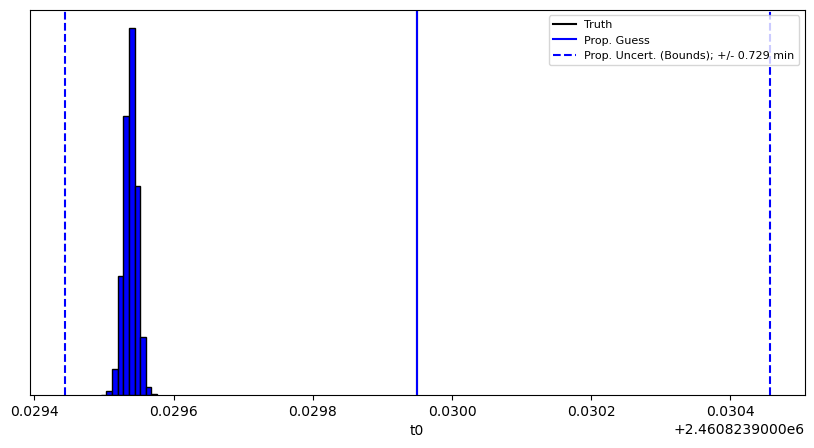 Truth
Prop. Guess
Prop. Uncert. (Bounds); +/- 0.729 min
0.0294 0.0296 0.0298 0.0300 0.0302 0.0304
t0
+2.4608239000e6